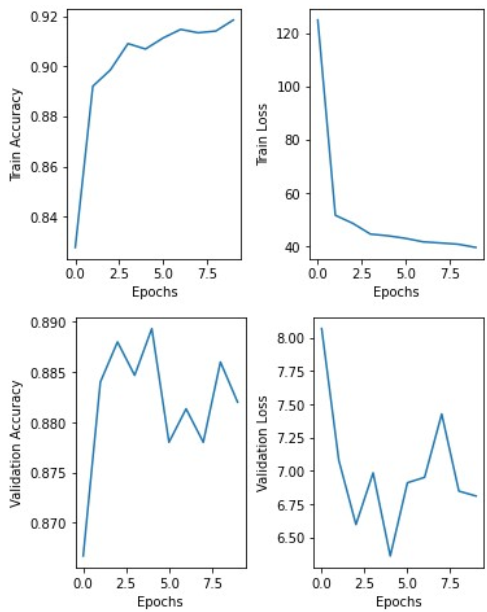 0.92
0.90
0.88
0.86
0.84
Train Accuracy
0.0 2.5 5.0 7.5
Epochs
120
100
80
60
40
Train Loss
0.0 2.5 5.0 7.5
Epochs
0.890
0.885
0.880
0.875
0.870
Validation Accuracy
0.0 2.5 5.0 7.5
Epochs
8.00
7.75
7.50
7.25
7.00
6.75
6.50
Validation Loss
0.0 2.5 5.0 7.5
Epochs